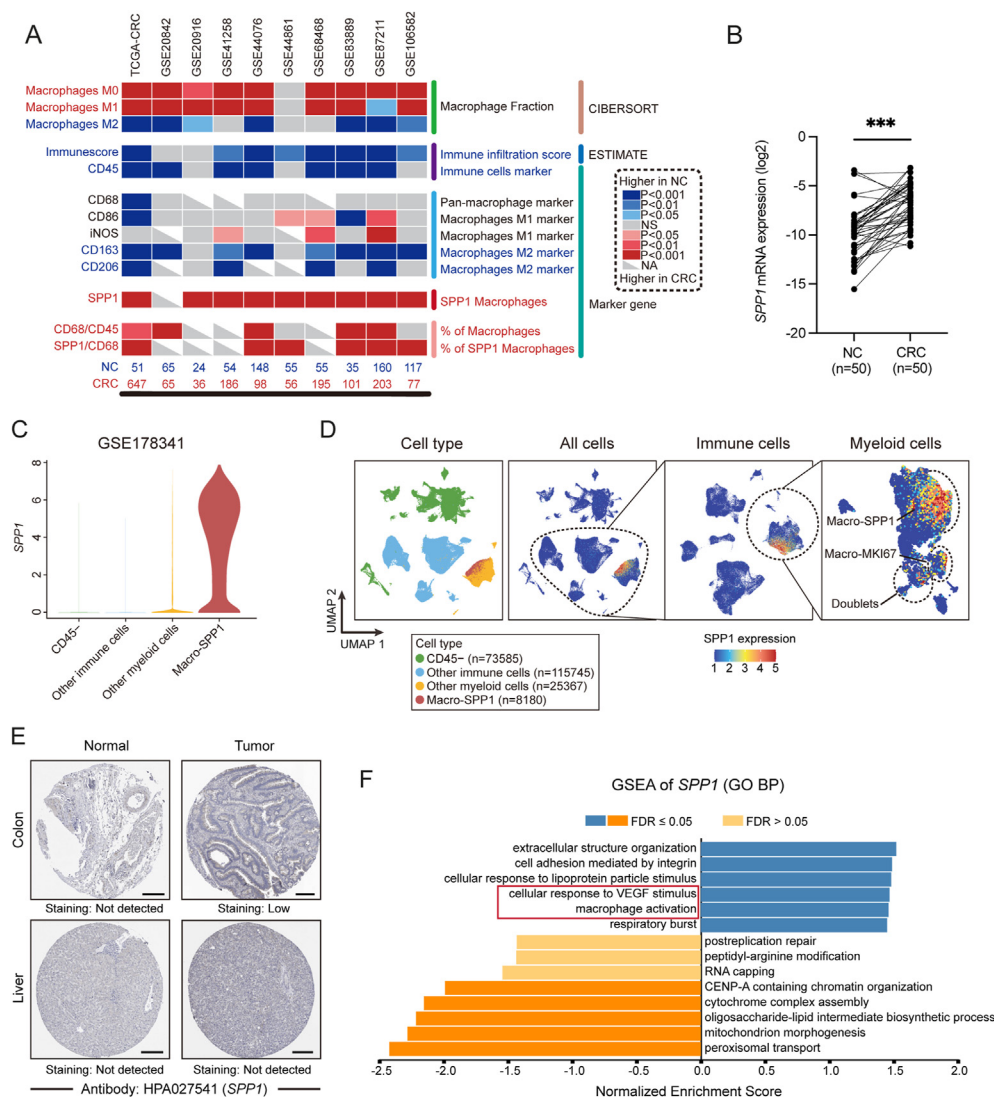 A
TCGA-CRC
GSE20842
GSE20916
GSE41258
GSE44076
GSE44861
GSE68468
GSE83889
GSE87211
GSE106582
Macrophages M0
Macrophages M1
Macrophages M2
Macrophage Fraction
CIBERSORT
Immunescore
CD45
Immune infiltration score
Immune cells marker
ESTIMATE
CD68
CD86
iNOS
CD163
CD206
Pan-macrophage marker
Macrophages M1 marker
Macrophages M1 marker
Macrophages M2 marker
Macrophages M2 marker
SPP1
SPP1 Macrophages
CD68/CD45
SPP1/CD68
% of Macrophages
% of SPP1 Macrophages
NC 51 65 24 54 148 55 55 35 160 117
CRC 647 65 36 186 98 56 195 101 203 77
Higher in NC
P<0.001
P<0.01
P<0.05
NS
P<0.05
P<0.01
P<0.001
NA
Higher in CRC
Marker gene
B
***
SPP1 mRNA expression (log2)
0
-5
-10
-15
-20
NC
(n=50)
CRC
(n=50)
C
GSE178341
SPP1
8
6
4
2
0
CD45−
Other immune cells
Other myeloid cells
Macro-SPP1
D
Cell type
All cells
Immune cells
Myeloid cells
Macro-SPP1
Macro-MKI67
Doublets
UMAP 2
UMAP 1
Cell type
CD45− (n=73585)
Other immune cells (n=115745)
Other myeloid cells (n=25367)
Macro-SPP1 (n=8180)
SPP1 expression
1 2 3 4 5
E
Normal
Tumor
Colon
Staining: Not detected
Staining: Low
Liver
Staining: Not detected
Staining: Not detected
Antibody: HPA027541 (SPP1)
F
GSEA of SPP1 (GO BP)
FDR ≤ 0.05
FDR > 0.05
extracellular structure organization
cell adhesion mediated by integrin
cellular response to lipoprotein particle stimulus
cellular response to VEGF stimulus
macrophage activation
respiratory burst
postreplication repair
peptidyl-arginine modification
RNA capping
CENP-A containing chromatin organization
cytochrome complex assembly
oligosaccharide-lipid intermediate biosynthetic process
mitochondrion morphogenesis
peroxisomal transport
-2.5 -2.0 -1.5 -1.0 -0.5 0.0 0.5 1.0 1.5 2.0
Normalized Enrichment Score